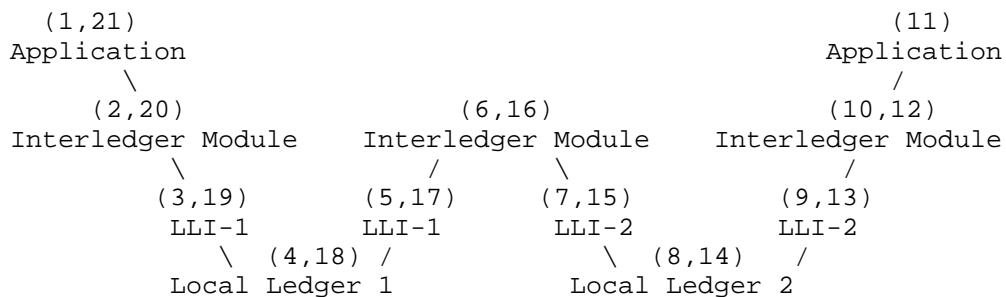 (1,21) (11)
Application Application
\ /
(2,20) (6,16) (10,12)
Interledger Module Interledger Module Interledger Module
\ / \ /
(3,19) (5,17) (7,15) (9,13)
LLI-1 LLI-1 LLI-2 LLI-2
\ (4,18) / \ (8,14) /
Local Ledger 1 Local Ledger 2